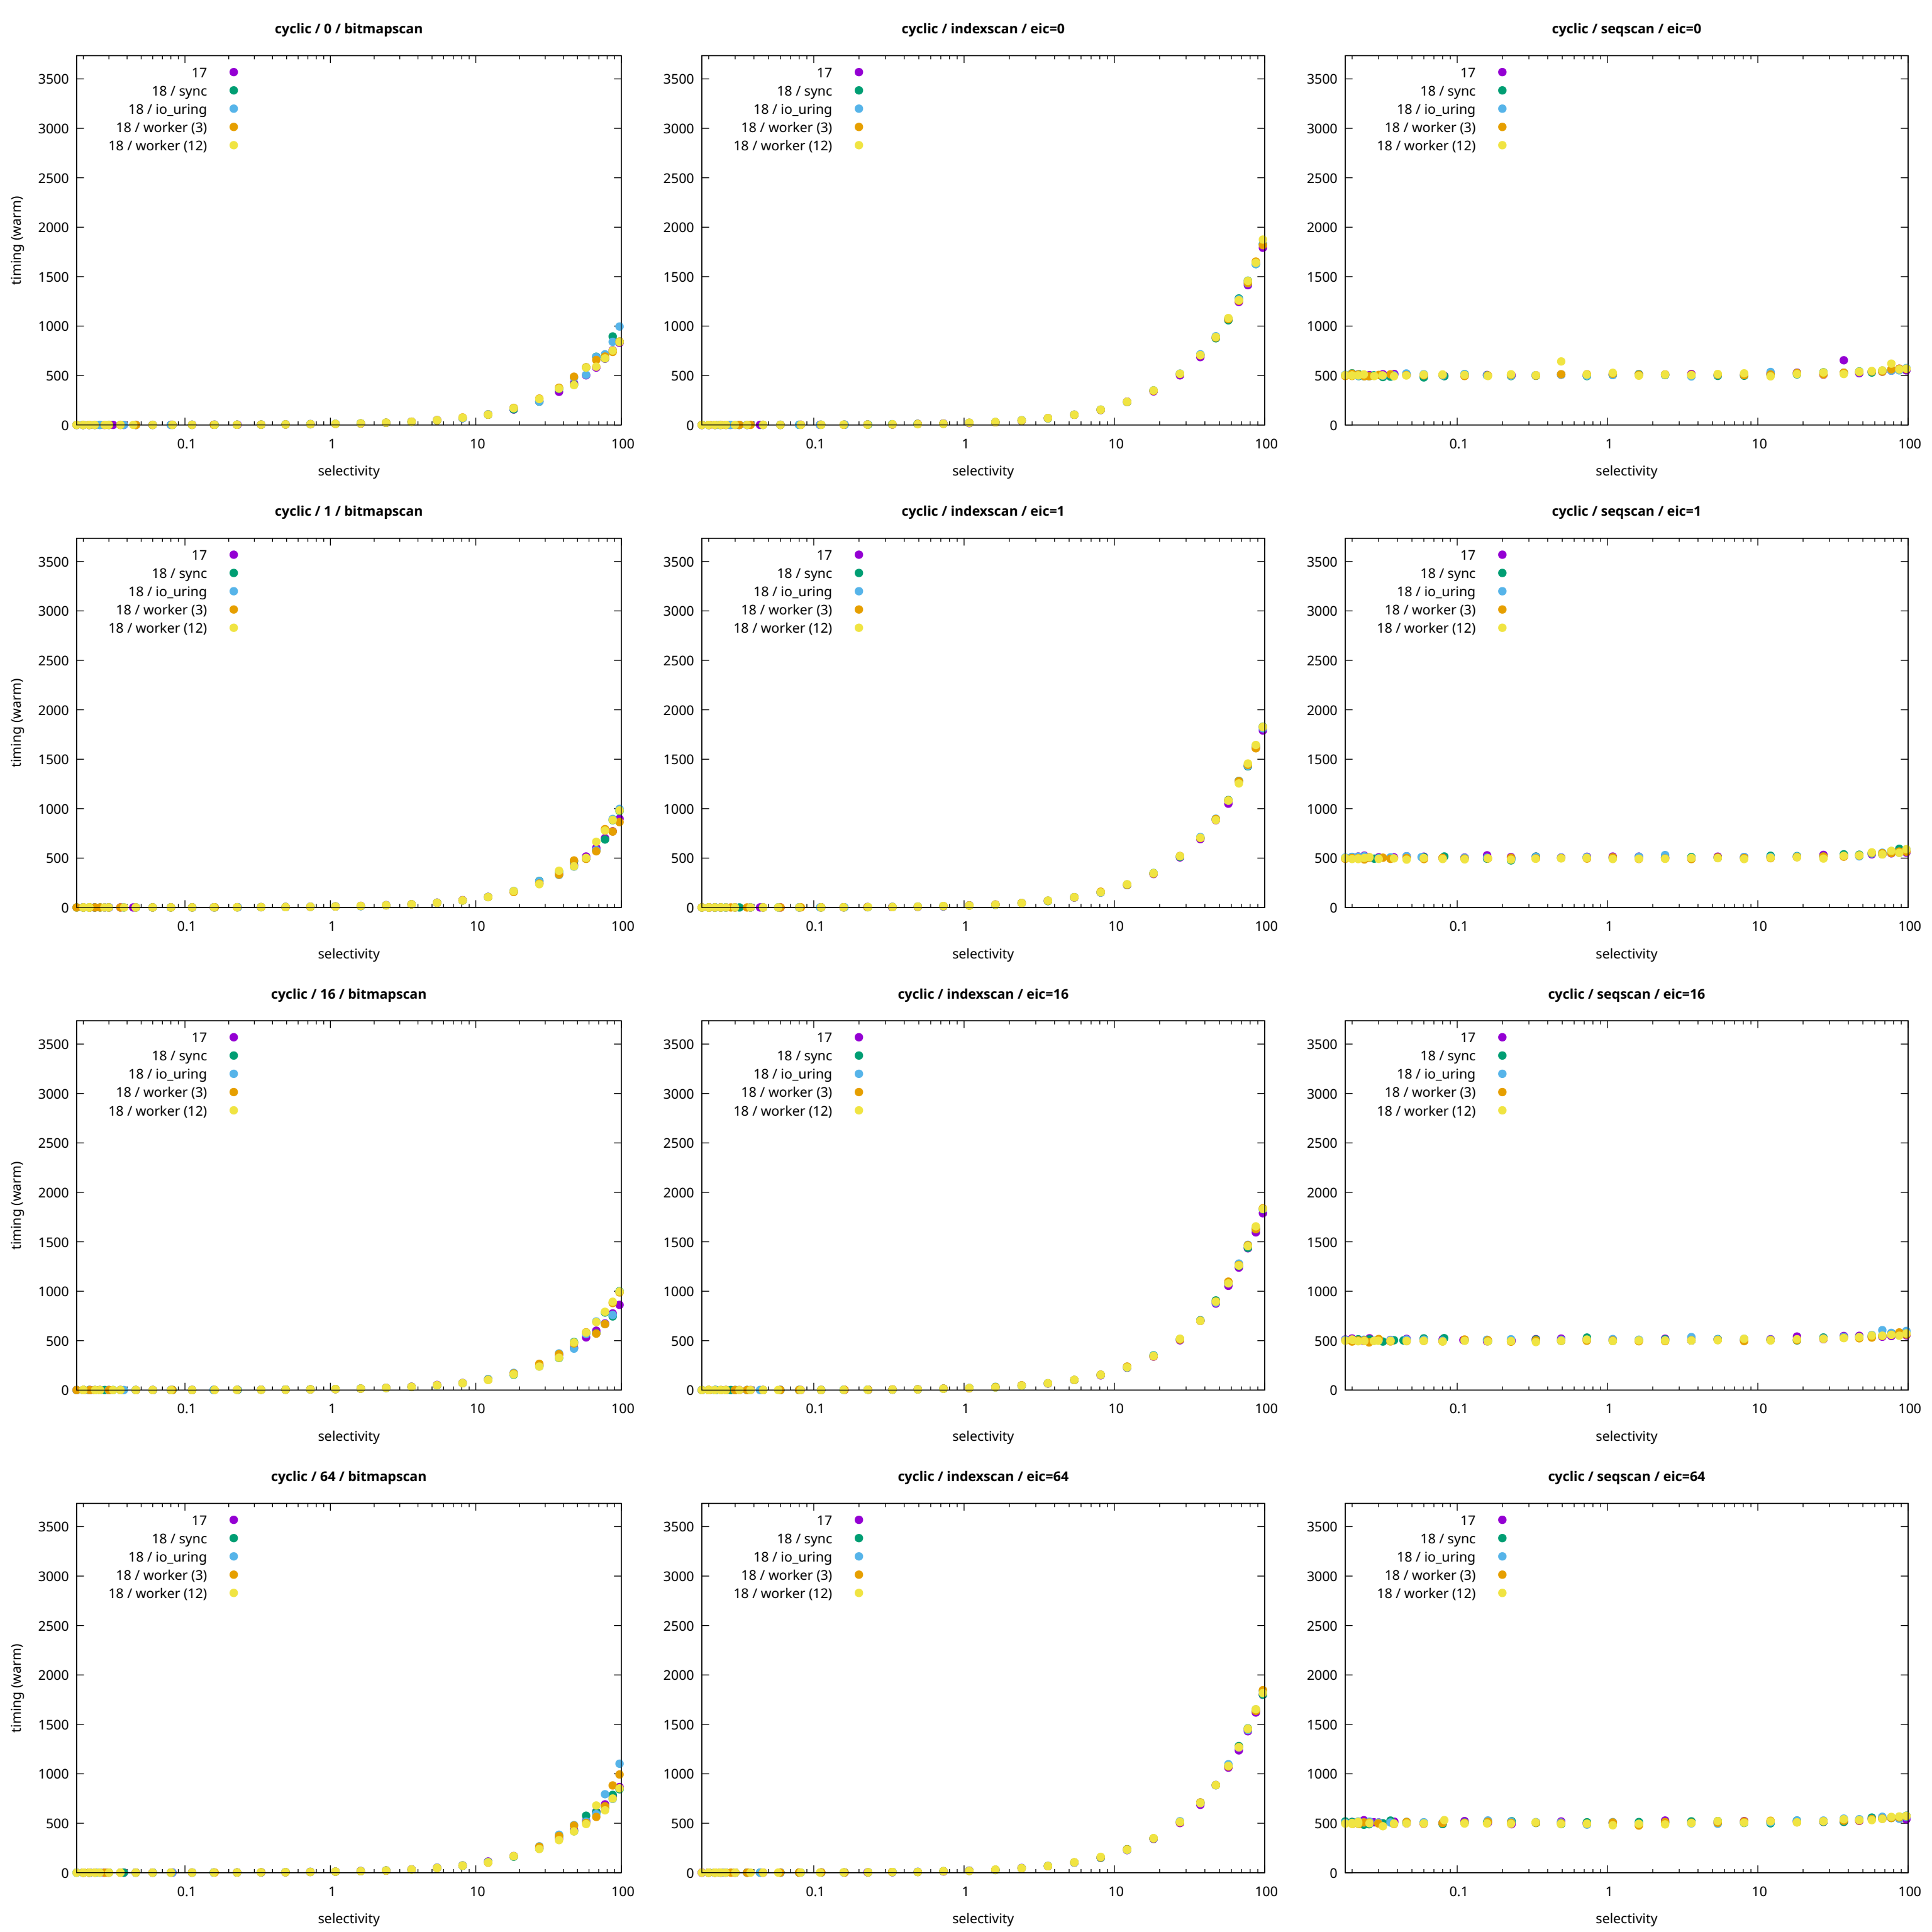 cyclic / 0 / bitmapscan
3500
3000
2500
2000
1500
1000
500
0
timing (warm)
17
18 / sync
18 / io_uring
18 / worker (3)
18 / worker (12)
0.1 1 10 100
selectivity
cyclic / indexscan / eic=0
3500
3000
2500
2000
1500
1000
500
0
17
18 / sync
18 / io_uring
18 / worker (3)
18 / worker (12)
0.1 1 10 100
selectivity
cyclic / seqscan / eic=0
3500
3000
2500
2000
1500
1000
500
0
17
18 / sync
18 / io_uring
18 / worker (3)
18 / worker (12)
0.1 1 10 100
selectivity
cyclic / 1 / bitmapscan
3500
3000
2500
2000
1500
1000
500
0
timing (warm)
17
18 / sync
18 / io_uring
18 / worker (3)
18 / worker (12)
0.1 1 10 100
selectivity
cyclic / indexscan / eic=1
3500
3000
2500
2000
1500
1000
500
0
17
18 / sync
18 / io_uring
18 / worker (3)
18 / worker (12)
0.1 1 10 100
selectivity
cyclic / seqscan / eic=1
3500
3000
2500
2000
1500
1000
500
0
17
18 / sync
18 / io_uring
18 / worker (3)
18 / worker (12)
0.1 1 10 100
selectivity
cyclic / 16 / bitmapscan
3500
3000
2500
2000
1500
1000
500
0
timing (warm)
17
18 / sync
18 / io_uring
18 / worker (3)
18 / worker (12)
0.1 1 10 100
selectivity
cyclic / indexscan / eic=16
3500
3000
2500
2000
1500
1000
500
0
17
18 / sync
18 / io_uring
18 / worker (3)
18 / worker (12)
0.1 1 10 100
selectivity
cyclic / seqscan / eic=16
3500
3000
2500
2000
1500
1000
500
0
17
18 / sync
18 / io_uring
18 / worker (3)
18 / worker (12)
0.1 1 10 100
selectivity
cyclic / 64 / bitmapscan
3500
3000
2500
2000
1500
1000
500
0
timing (warm)
17
18 / sync
18 / io_uring
18 / worker (3)
18 / worker (12)
0.1 1 10 100
selectivity
cyclic / indexscan / eic=64
3500
3000
2500
2000
1500
1000
500
0
17
18 / sync
18 / io_uring
18 / worker (3)
18 / worker (12)
0.1 1 10 100
selectivity
cyclic / seqscan / eic=64
3500
3000
2500
2000
1500
1000
500
0
17
18 / sync
18 / io_uring
18 / worker (3)
18 / worker (12)
0.1 1 10 100
selectivity